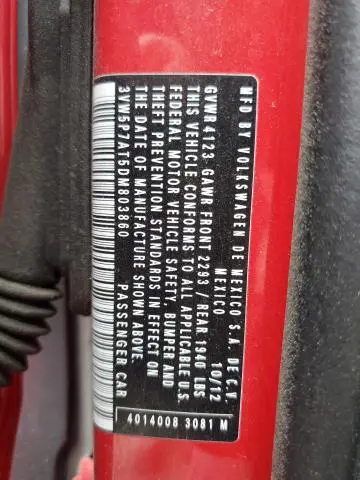 MFD BY VOLKSWAGEN DE MEXICO S.A. DE C.V.
MEXICO 10/12
GVWR 4123 GAWR FRONT 2293 / REAR 1940 LBS
THIS VEHICLE CONFORMS TO ALL APPLICABLE U.S.
FEDERAL MOTOR VEHICLE SAFETY, BUMPER AND
THEFT PREVENTION STANDARDS IN EFFECT ON
THE DATE OF MANUFACTURE SHOWN ABOVE.
3VW5P7AT5DM803860 PASSENGER CAR
4014008 3081 M